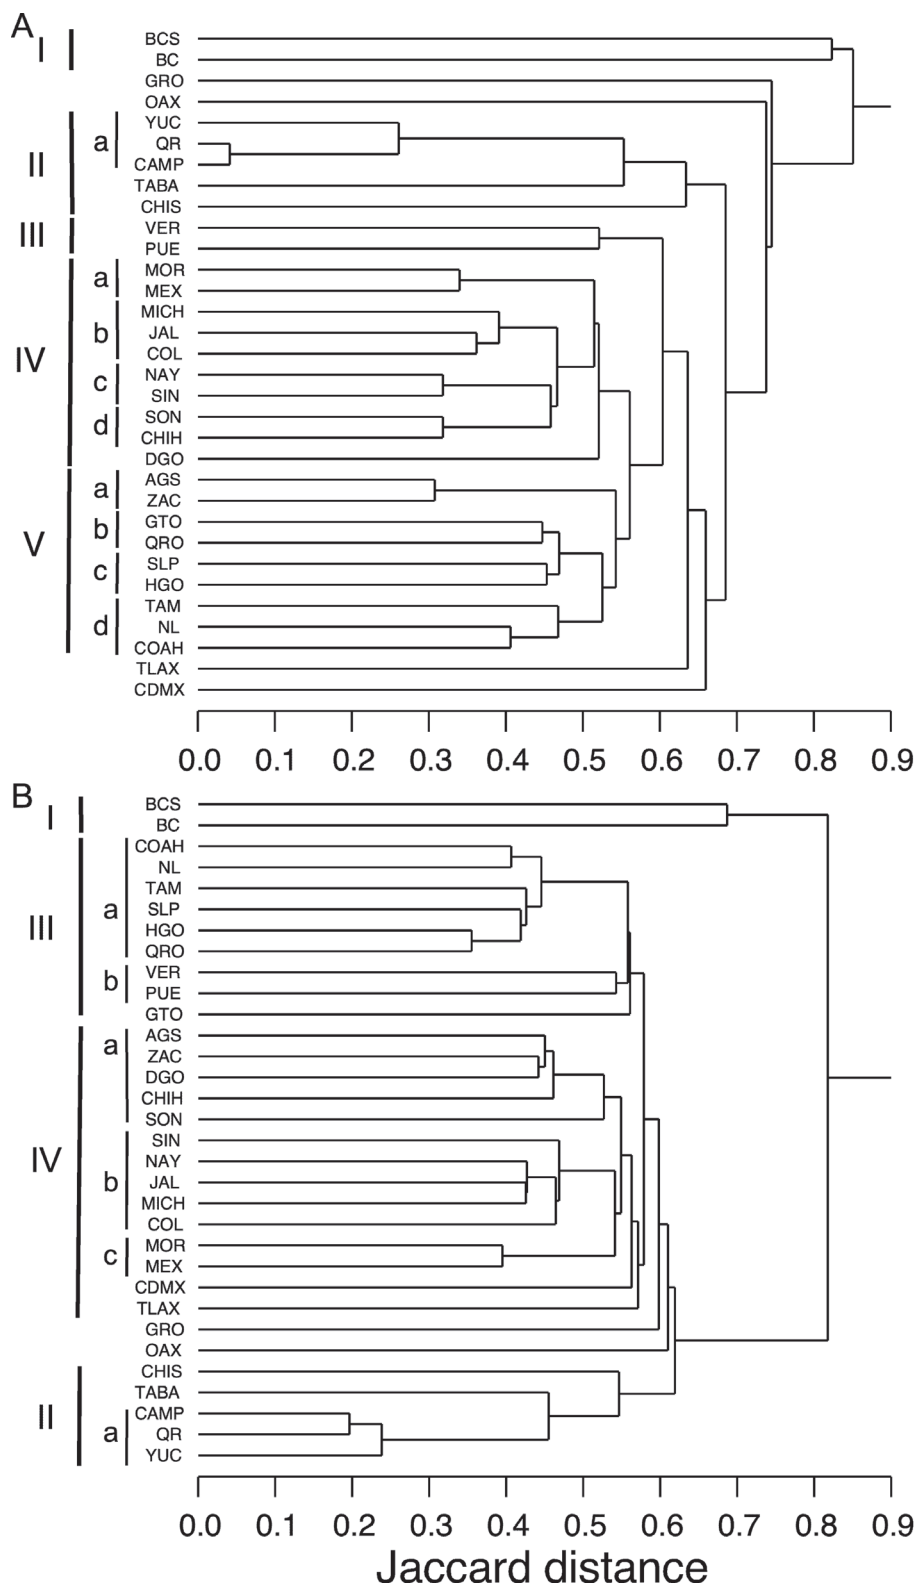 A
I
BCS
BC
GRO
OAX
II
a
YUC
QR
CAMP
TABA
CHIS
III
VER
PUE
IV
a
MOR
MEX
b
MICH
JAL
COL
c
NAY
SIN
d
SON
CHIH
DGO
V
a
AGS
ZAC
b
GTO
QRO
c
SLP
HGO
d
TAM
NL
COAH
TLAX
CDMX
0.0 0.1 0.2 0.3 0.4 0.5 0.6 0.7 0.8 0.9
B
I
BCS
BC
III
a
COAH
NL
TAM
SLP
HGO
QRO
b
VER
PUE
GTO
IV
a
AGS
ZAC
DGO
CHIH
SON
b
SIN
NAY
JAL
MICH
COL
c
MOR
MEX
CDMX
TLAX
GRO
OAX
II
CHIS
TABA
a
CAMP
QR
YUC
0.0 0.1 0.2 0.3 0.4 0.5 0.6 0.7 0.8 0.9
Jaccard distance